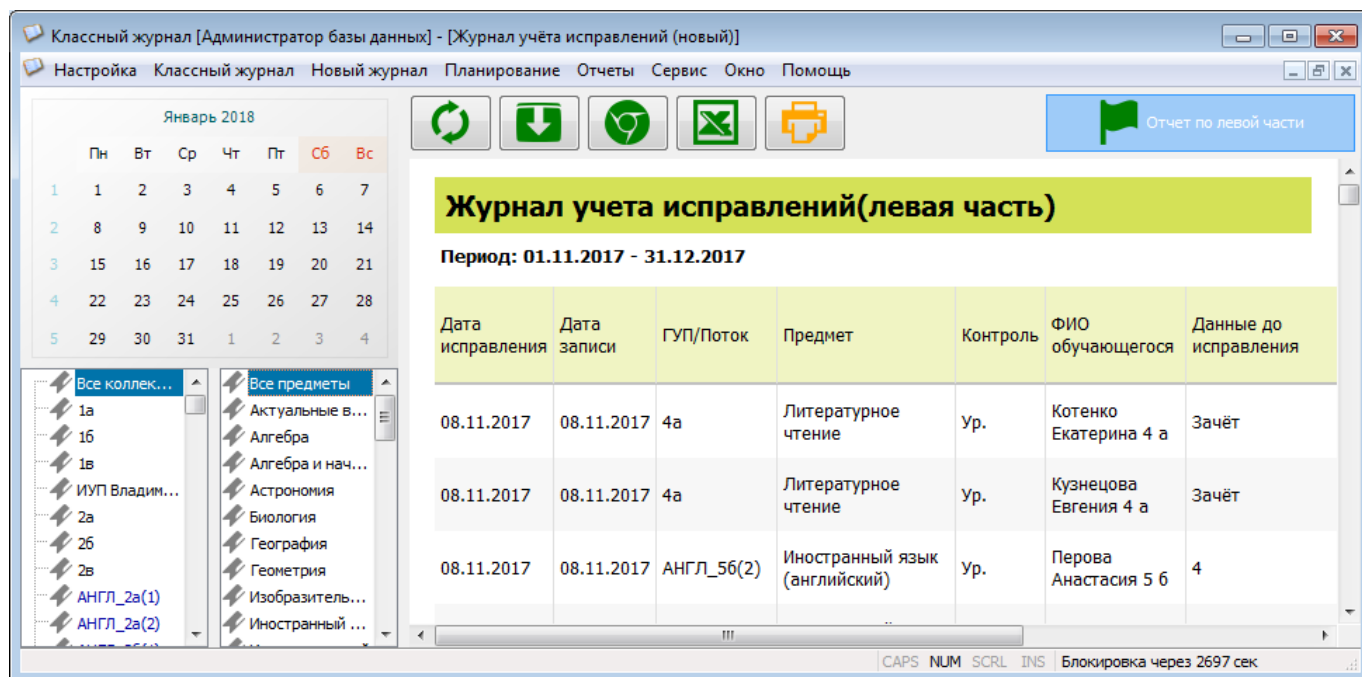 Классный журнал [Администратор базы данных] - [Журнал учёта исправлений (новый)]
Настройка Классный журнал Новый журнал Планирование Отчеты Сервис Окно Помощь
Январь 2018
Пн Вт Ср Чт Пт Сб Вс
1 1 2 3 4 5 6 7
2 8 9 10 11 12 13 14
3 15 16 17 18 19 20 21
4 22 23 24 25 26 27 28
5 29 30 31 1 2 3 4
Все коллек...
1а
1б
1в
ИУП Владим...
2а
2б
2в
АНГЛ_2а(1)
АНГЛ_2а(2)
Все предметы
Актуальные в...
Алгебра
Алгебра и нач...
Астрономия
Биология
География
Геометрия
Изобразитель...
Иностранный ...
Отчет по левой части
Журнал учета исправлений(левая часть)
Период: 01.11.2017 - 31.12.2017
Дата исправления
Дата записи
ГУП/Поток
Предмет
Контроль
ФИО обучающегося
Данные до исправления
08.11.2017 08.11.2017 4а Литературное чтение Ур. Котенко Екатерина 4 а Зачёт
08.11.2017 08.11.2017 4а Литературное чтение Ур. Кузнецова Евгения 4 а Зачёт
08.11.2017 08.11.2017 АНГЛ_5б(2) Иностранный язык (английский) Ур. Перова Анастасия 5 б 4
CAPS NUM SCRL INS Блокировка через 2697 сек